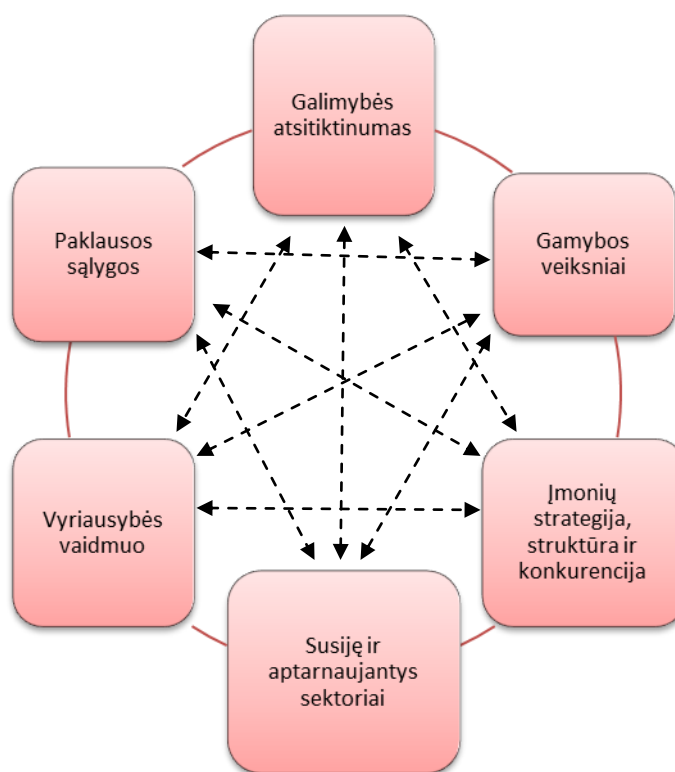 Galimybės
atsitiktinumas
Paklausos
sąlygos
Gamybos
veiksniai
Vyriausybės
vaidmuo
Įmonių
strategija,
struktūra ir
konkurencija
Susiję ir
aptarnaujantys
sektoriai